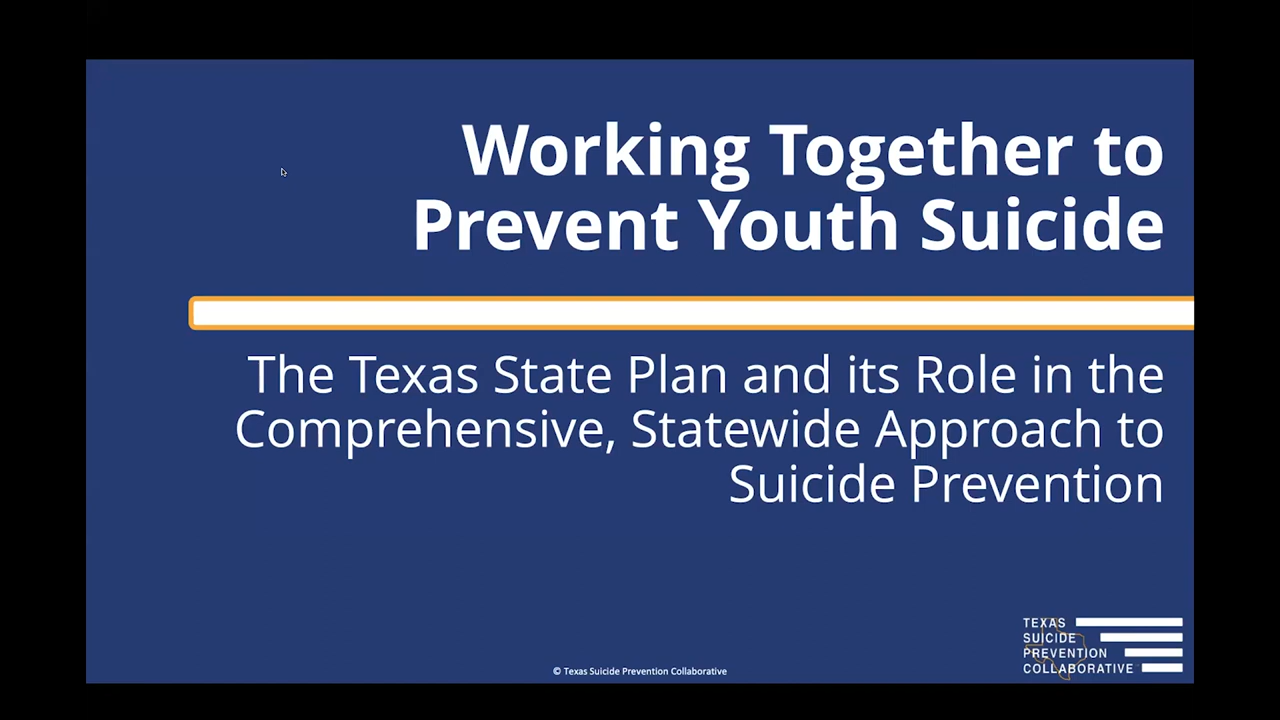 Working Together to
Prevent Youth Suicide
The Texas State Plan and its Role in the
Comprehensive, Statewide Approach to
Suicide Prevention
TEXAS
SUICIDE
PREVENTION
COLLABORATIVE
© Texas Suicide Prevention Collaborative